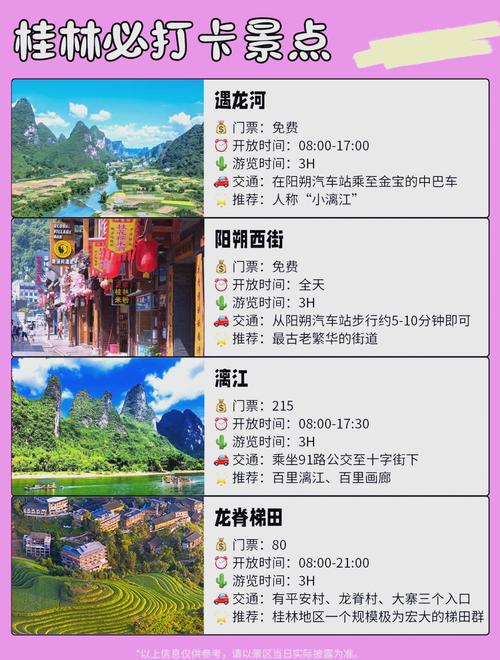 桂林必打卡景点
遇龙河
门票：免费
开放时间：08:00-17:00
游览时间：3H
交通：在阳朔汽车站乘至金宝的中巴车
推荐：人称“小漓江”
阳朔西街
门票：免费
开放时间：全天
游览时间：3H
交通：从阳朔汽车站步行约5-10分钟即可
推荐：最古老繁华的街道
漓江
门票：215
开放时间：08:00-17:30
游览时间：3H
交通：乘坐91路公交至十字街下
推荐：百里漓江、百里画廊
龙脊梯田
门票：80
开放时间：08:00-21:00
游览时间：3H
交通：有平安村、龙脊村、大寨三个入口
推荐：桂林地区一个规模极为宏大的梯田群
*以上信息仅供参考，请以景区当日实际披露为准。
GLOBAL
VILLAGE
BAR
桂林
米粉